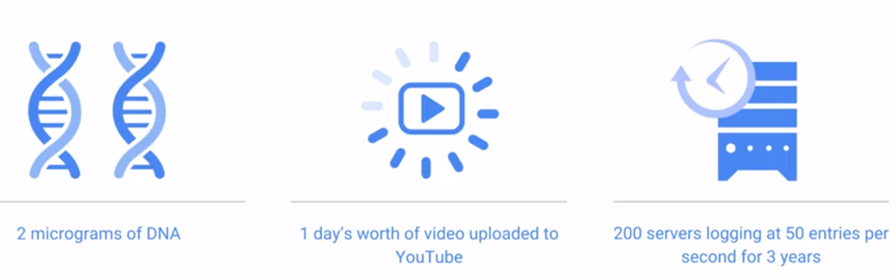 2 micrograms of DNA
1 day's worth of video uploaded to
YouTube
200 servers logging at 50 entries per
second for 3 years